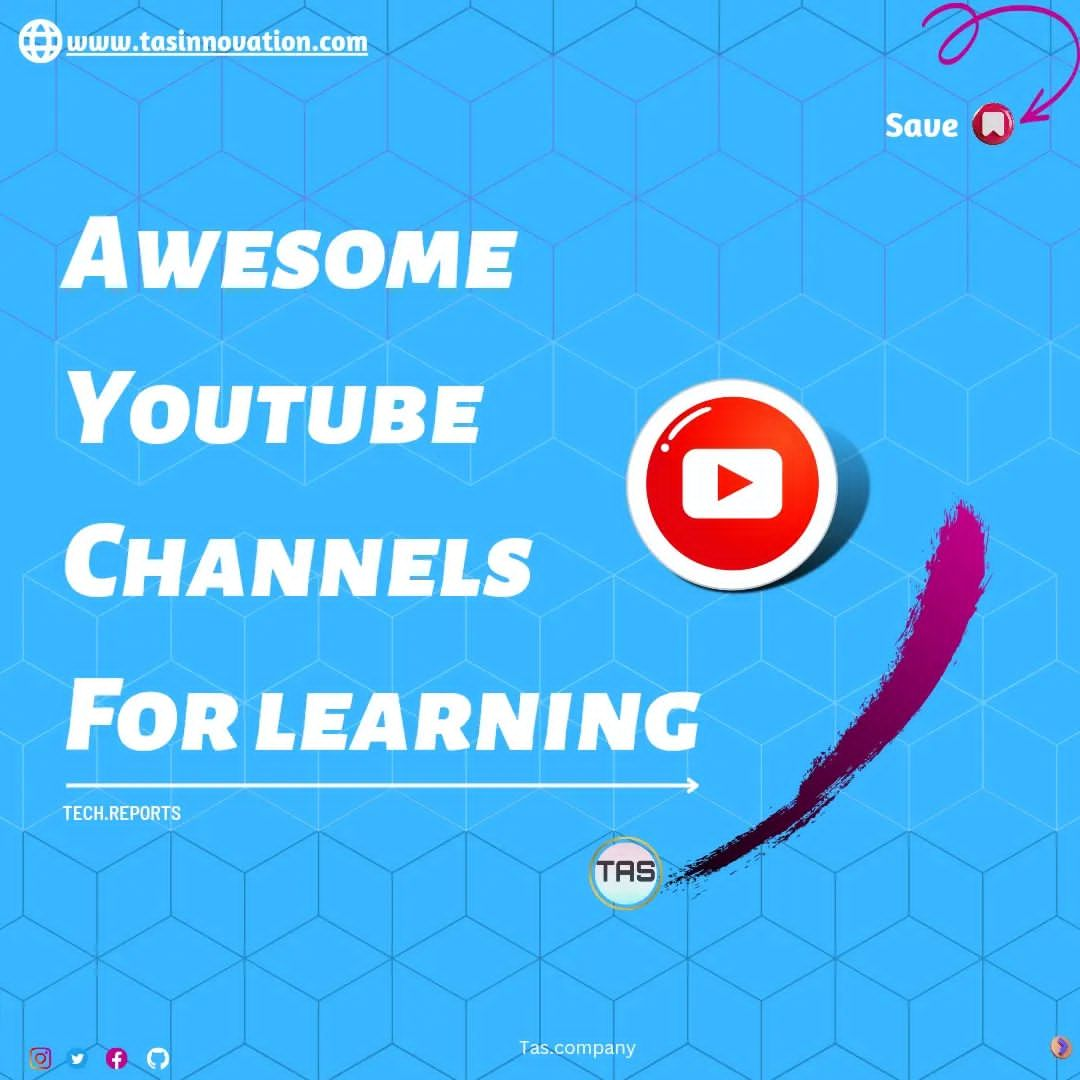 www.tasinnovation.com
Save
AWESOME
YOUTUBE
CHANNELS
FOR LEARNING
TECH.REPORTS
TAS
Tas.company